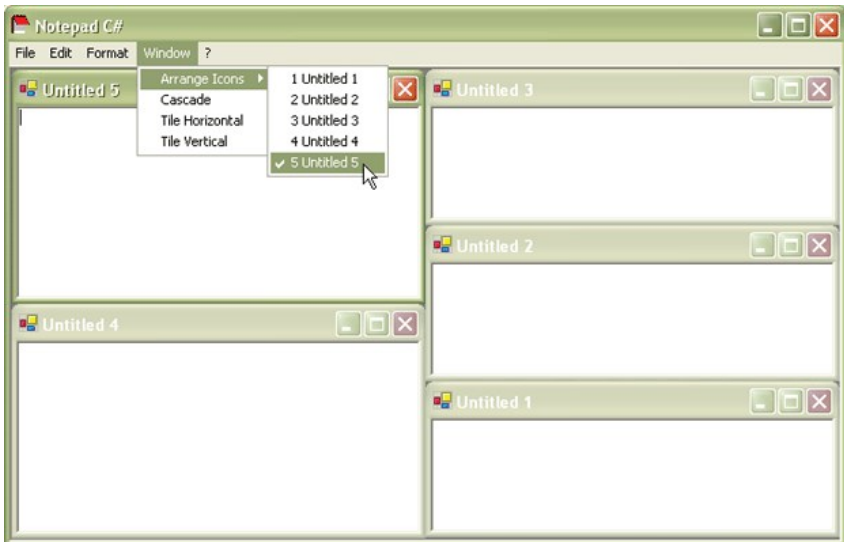 Notepad C#
File Edit Format Window ?
Untitled 5
Arrange Icons
Cascade
Tile Horizontal
Tile Vertical
1 Untitled 1
2 Untitled 2
3 Untitled 3
4 Untitled 4
5 Untitled 5
Untitled 3
Untitled 2
Untitled 4
Untitled 1